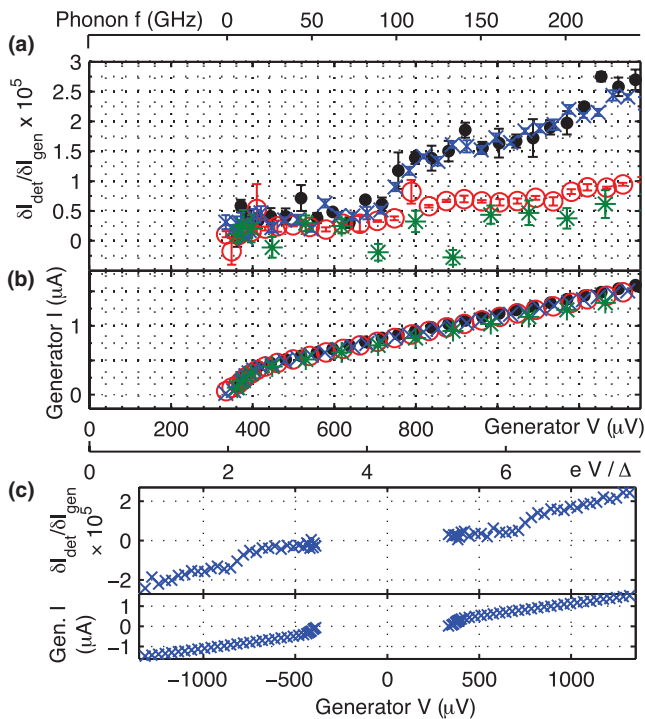 Phonon f (GHz)
0 50 100 150 200
(a)
3
2.5
2
1.5
1
0.5
0
δI_det/δI_gen x 10^5
(b)
1
0
Generator I (μA)
0 200 400 600 800 Generator V (μV)
0 2 4 6 e V / Δ
(c)
2
0
−2
δI_det/δI_gen
× 10^5
1
0
−1
Gen. I
(μA)
−1000 −500 0 500 1000
Generator V (μV)